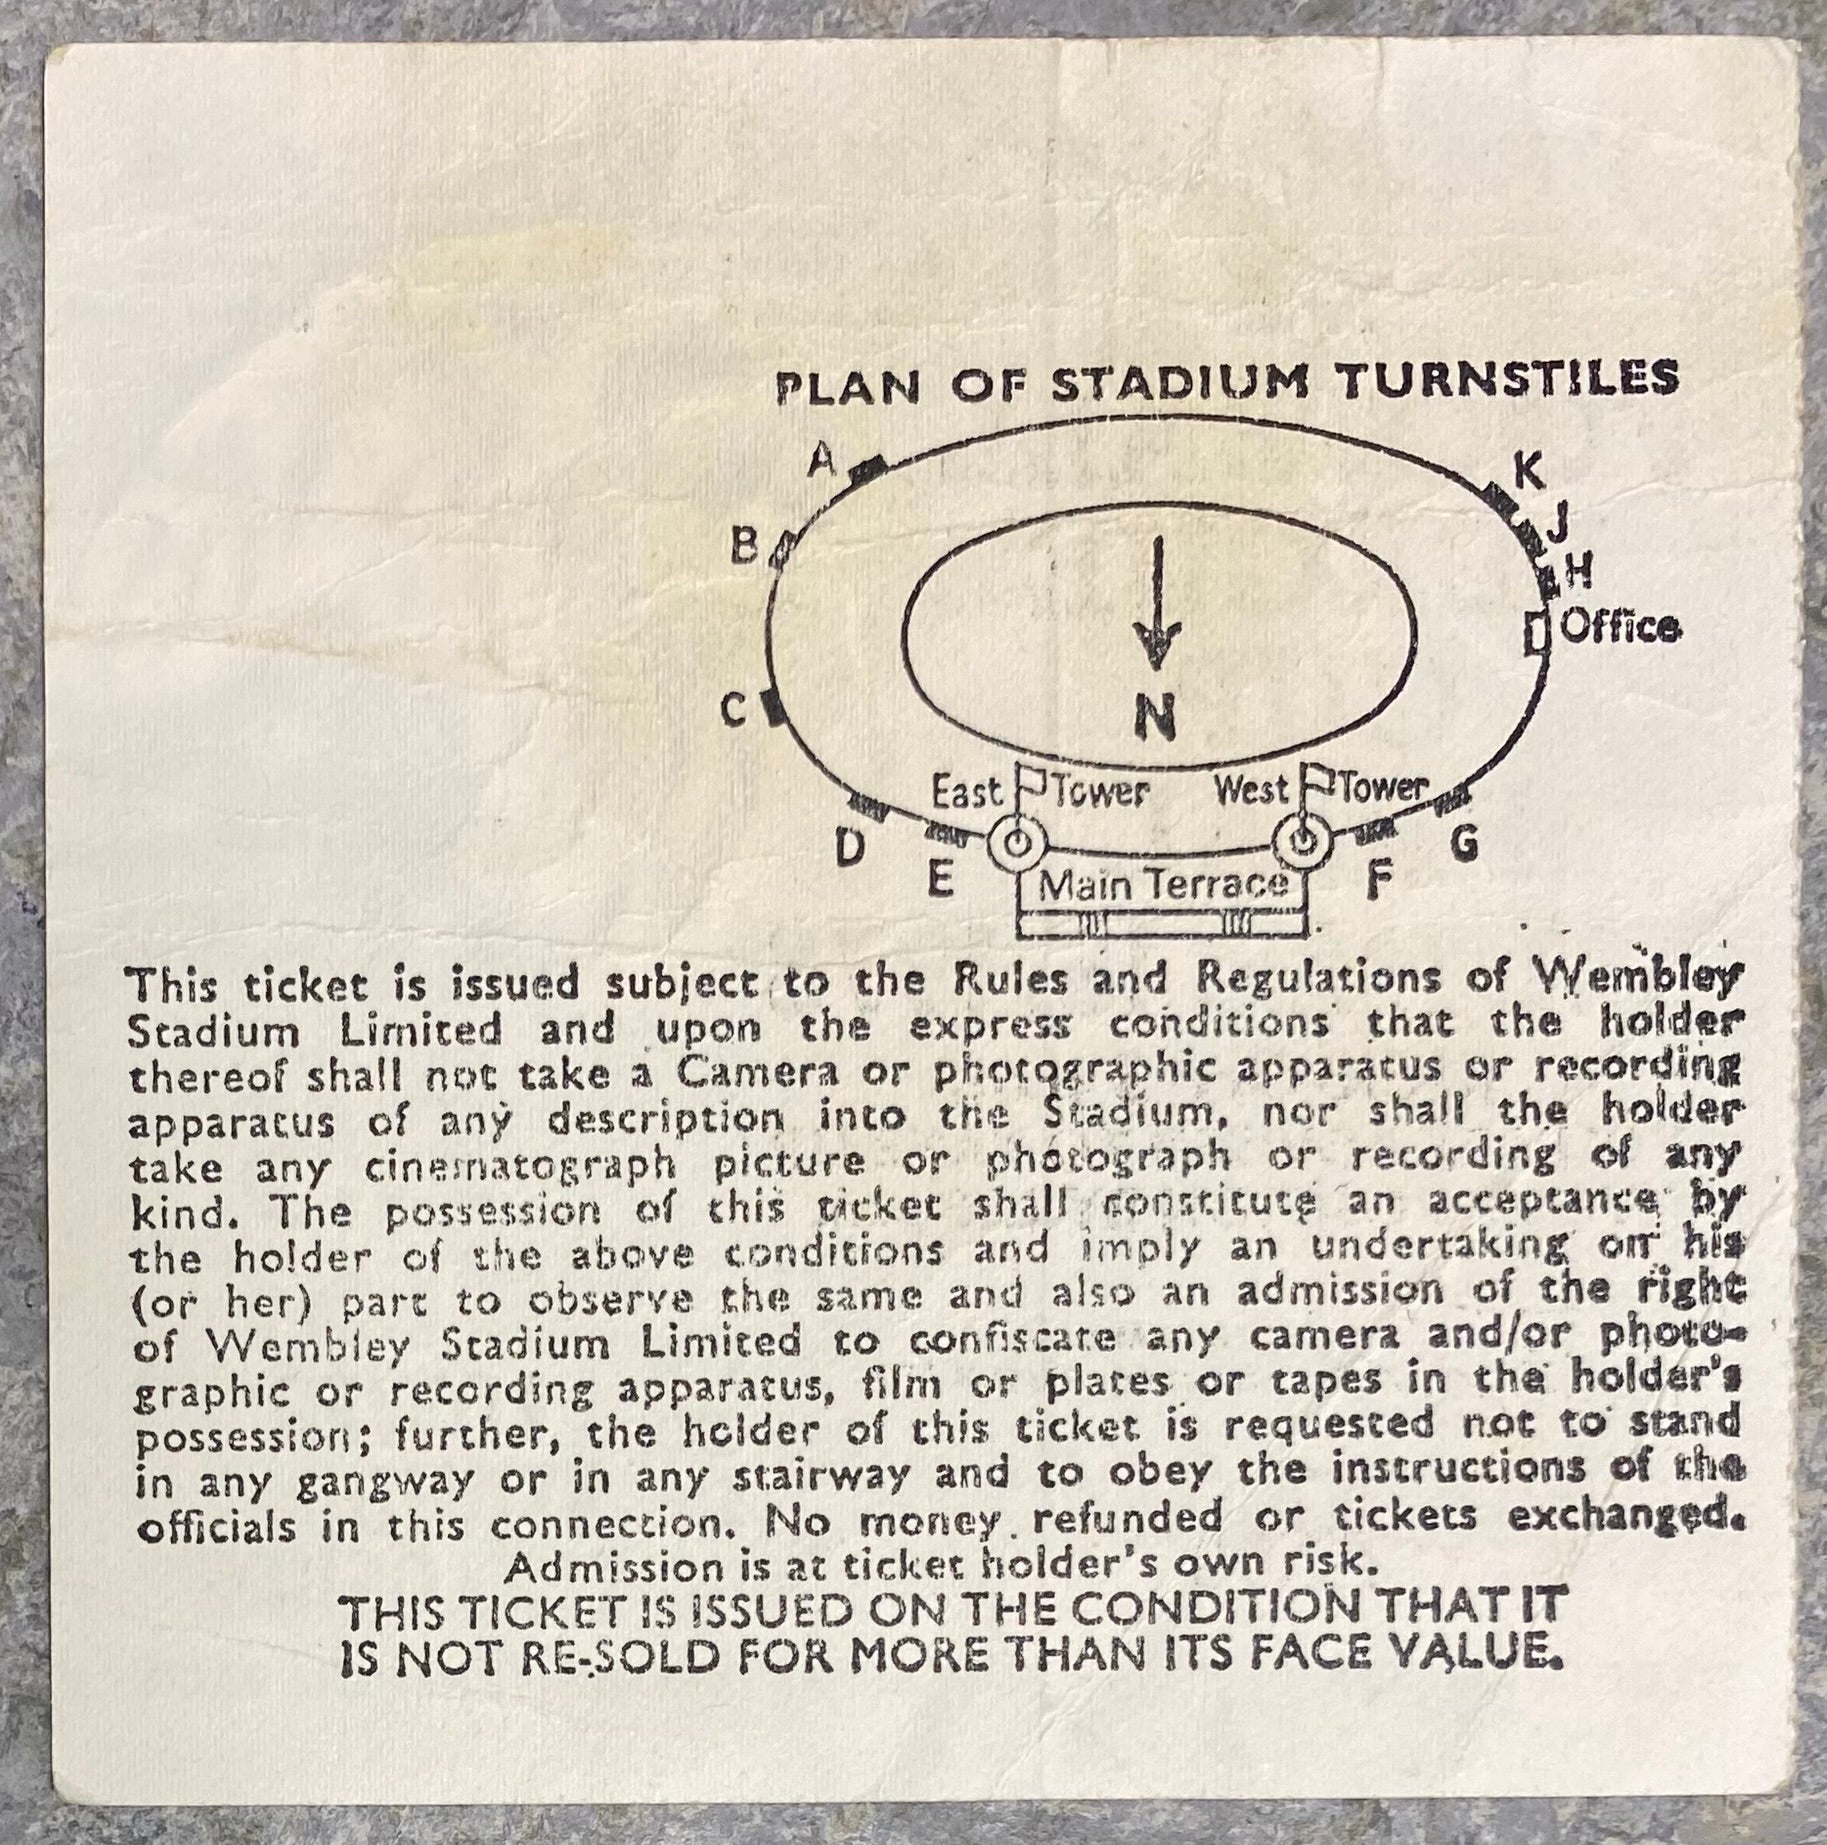 PLAN OF STADIUM TURNSTILES
A
K
J
B
H
Office
C
N
East Tower West Tower
D
G
E
Main Terrace
F
This ticket is issued subject to the Rules and Regulations of Wembley
Stadium Limited and upon the express conditions that the holder
thereof shall not take a Camera or photographic apparatus or recording
apparatus of any description into the Stadium, nor shall the holder
take any cinematograph picture or photograph or recording of any
kind. The possession of this ticket shall constitute an acceptance by
the holder of the above conditions and imply an undertaking on his
(or her) part to observe the same and also an admission of the right
of Wembley Stadium Limited to confiscate any camera and/or photo-
graphic or recording apparatus, film or plates or tapes in the holder's
possession; further, the holder of this ticket is requested not to stand
in any gangway or in any stairway and to obey the instructions of the
officials in this connection. No money refunded or tickets exchanged.
Admission is at ticket holder's own risk.
THIS TICKET IS ISSUED ON THE CONDITION THAT IT
IS NOT RE-SOLD FOR MORE THAN ITS FACE VALUE.